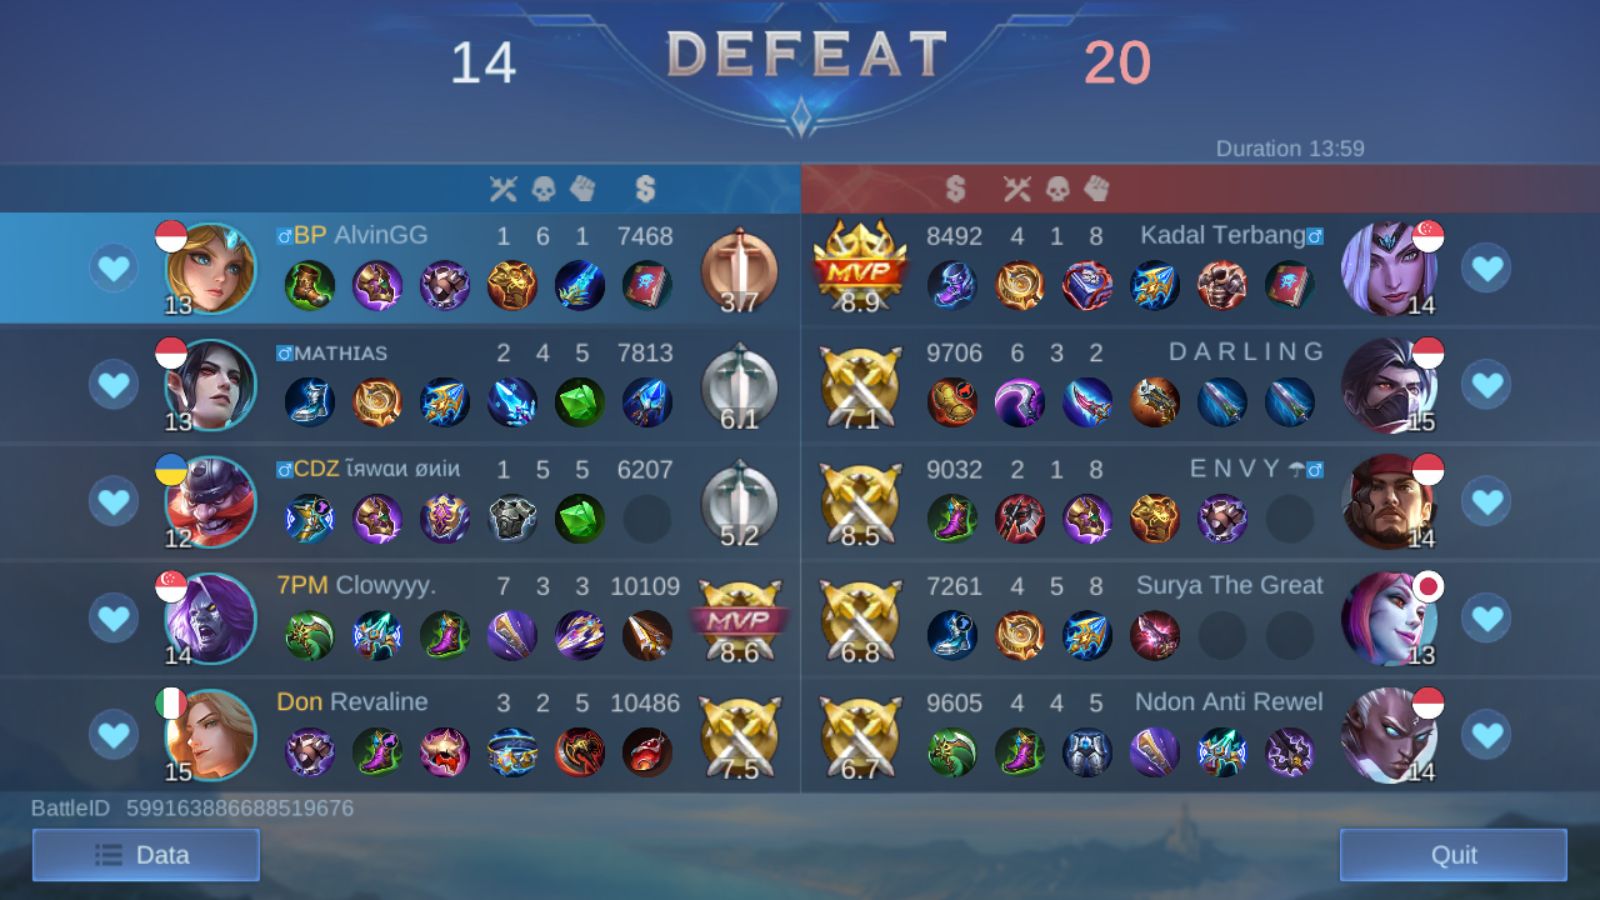 14 DEFEAT 20
Duration 13:59
BP AlvinGG 1 6 1 7468
13 3.7
8492 4 1 8 Kadal Terbang
MVP 8.9 14
MATHIAS 2 4 5 7813
13 6.1
9706 6 3 2 D A R L I N G
7.1 15
CDZ 1 5 5 6207
12 5.2
9032 2 1 8 E N V Y ☂
8.5 14
7PM Clowyyy. 7 3 3 10109
14 MVP 8.6
7261 4 5 8 Surya The Great
6.8 13
Don Revaline 3 2 5 10486
15 7.5
9605 4 4 5 Ndon Anti Rewel
6.7 14
BattleID 599163886688519676
Data
Quit